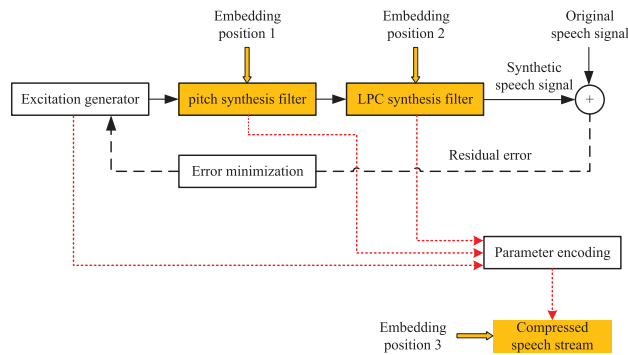 Embedding
position 1
Embedding
position 2
Original
speech signal
Synthetic
speech signal
Excitation generator
pitch synthesis filter
LPC synthesis filter
+
Residual error
Error minimization
Parameter encoding
Embedding
position 3
Compressed
speech stream